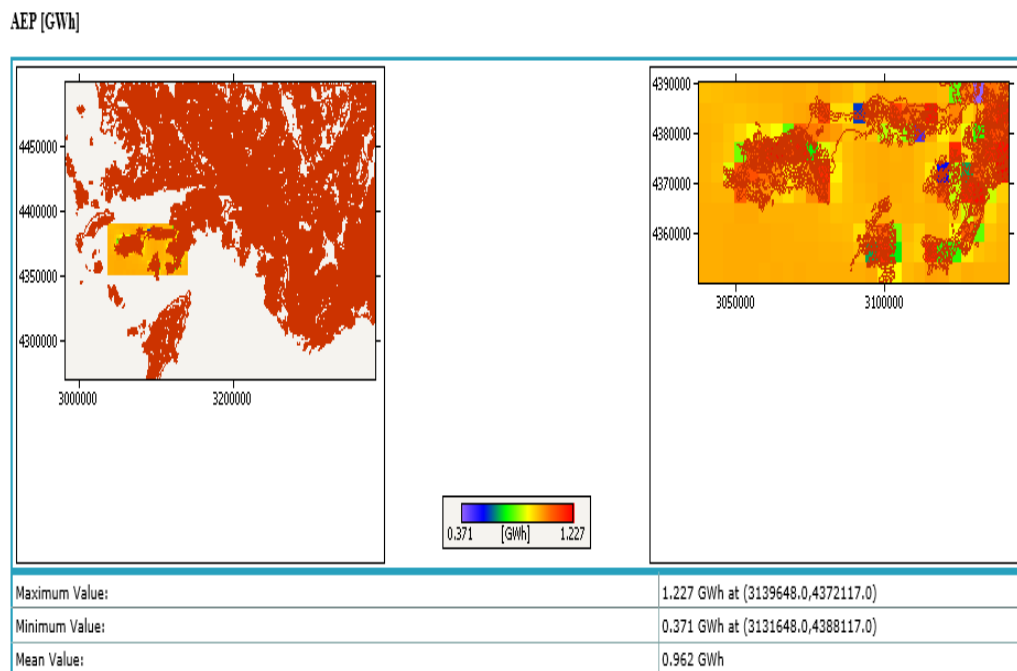 AEP [GWh]
4450000
4400000
4350000
4300000
3000000 3200000
4390000
4380000
4370000
4360000
3050000 3100000
0.371 [GWh] 1.227
Maximum Value: 1.227 GWh at (3139648.0,4372117.0)
Minimum Value: 0.371 GWh at (3131648.0,4388117.0)
Mean Value: 0.962 GWh